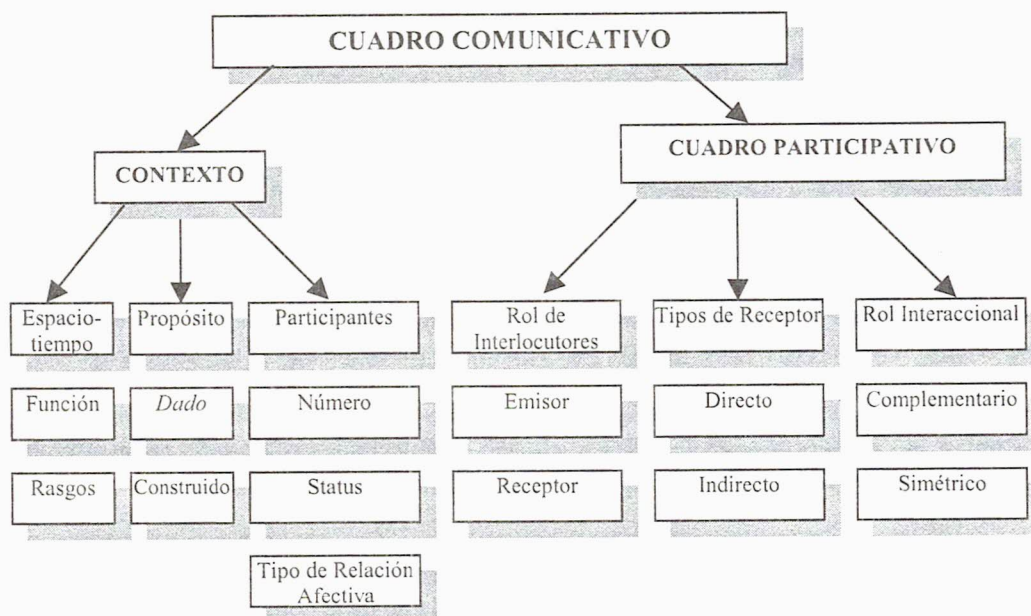 CUADRO COMUNICATIVO
CONTEXTO
CUADRO PARTICIPATIVO
Espacio-
tiempo
Propósito
Participantes
Rol de
Interlocutores
Tipos de Receptor
Rol Interaccional
Función
Dado
Número
Emisor
Directo
Complementario
Rasgos
Construido
Status
Receptor
Indirecto
Simétrico
Tipo de Relación
Afectiva